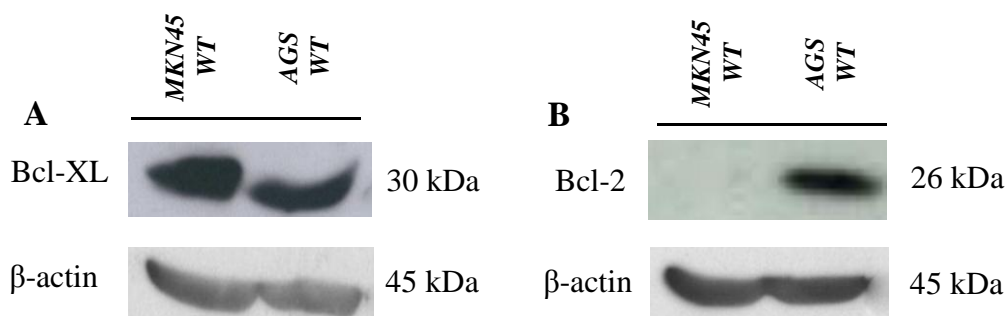 MKN45
WT
AGS
WT
A
Bcl-XL
30 kDa
β-actin
45 kDa
MKN45
WT
AGS
WT
B
Bcl-2
26 kDa
β-actin
45 kDa